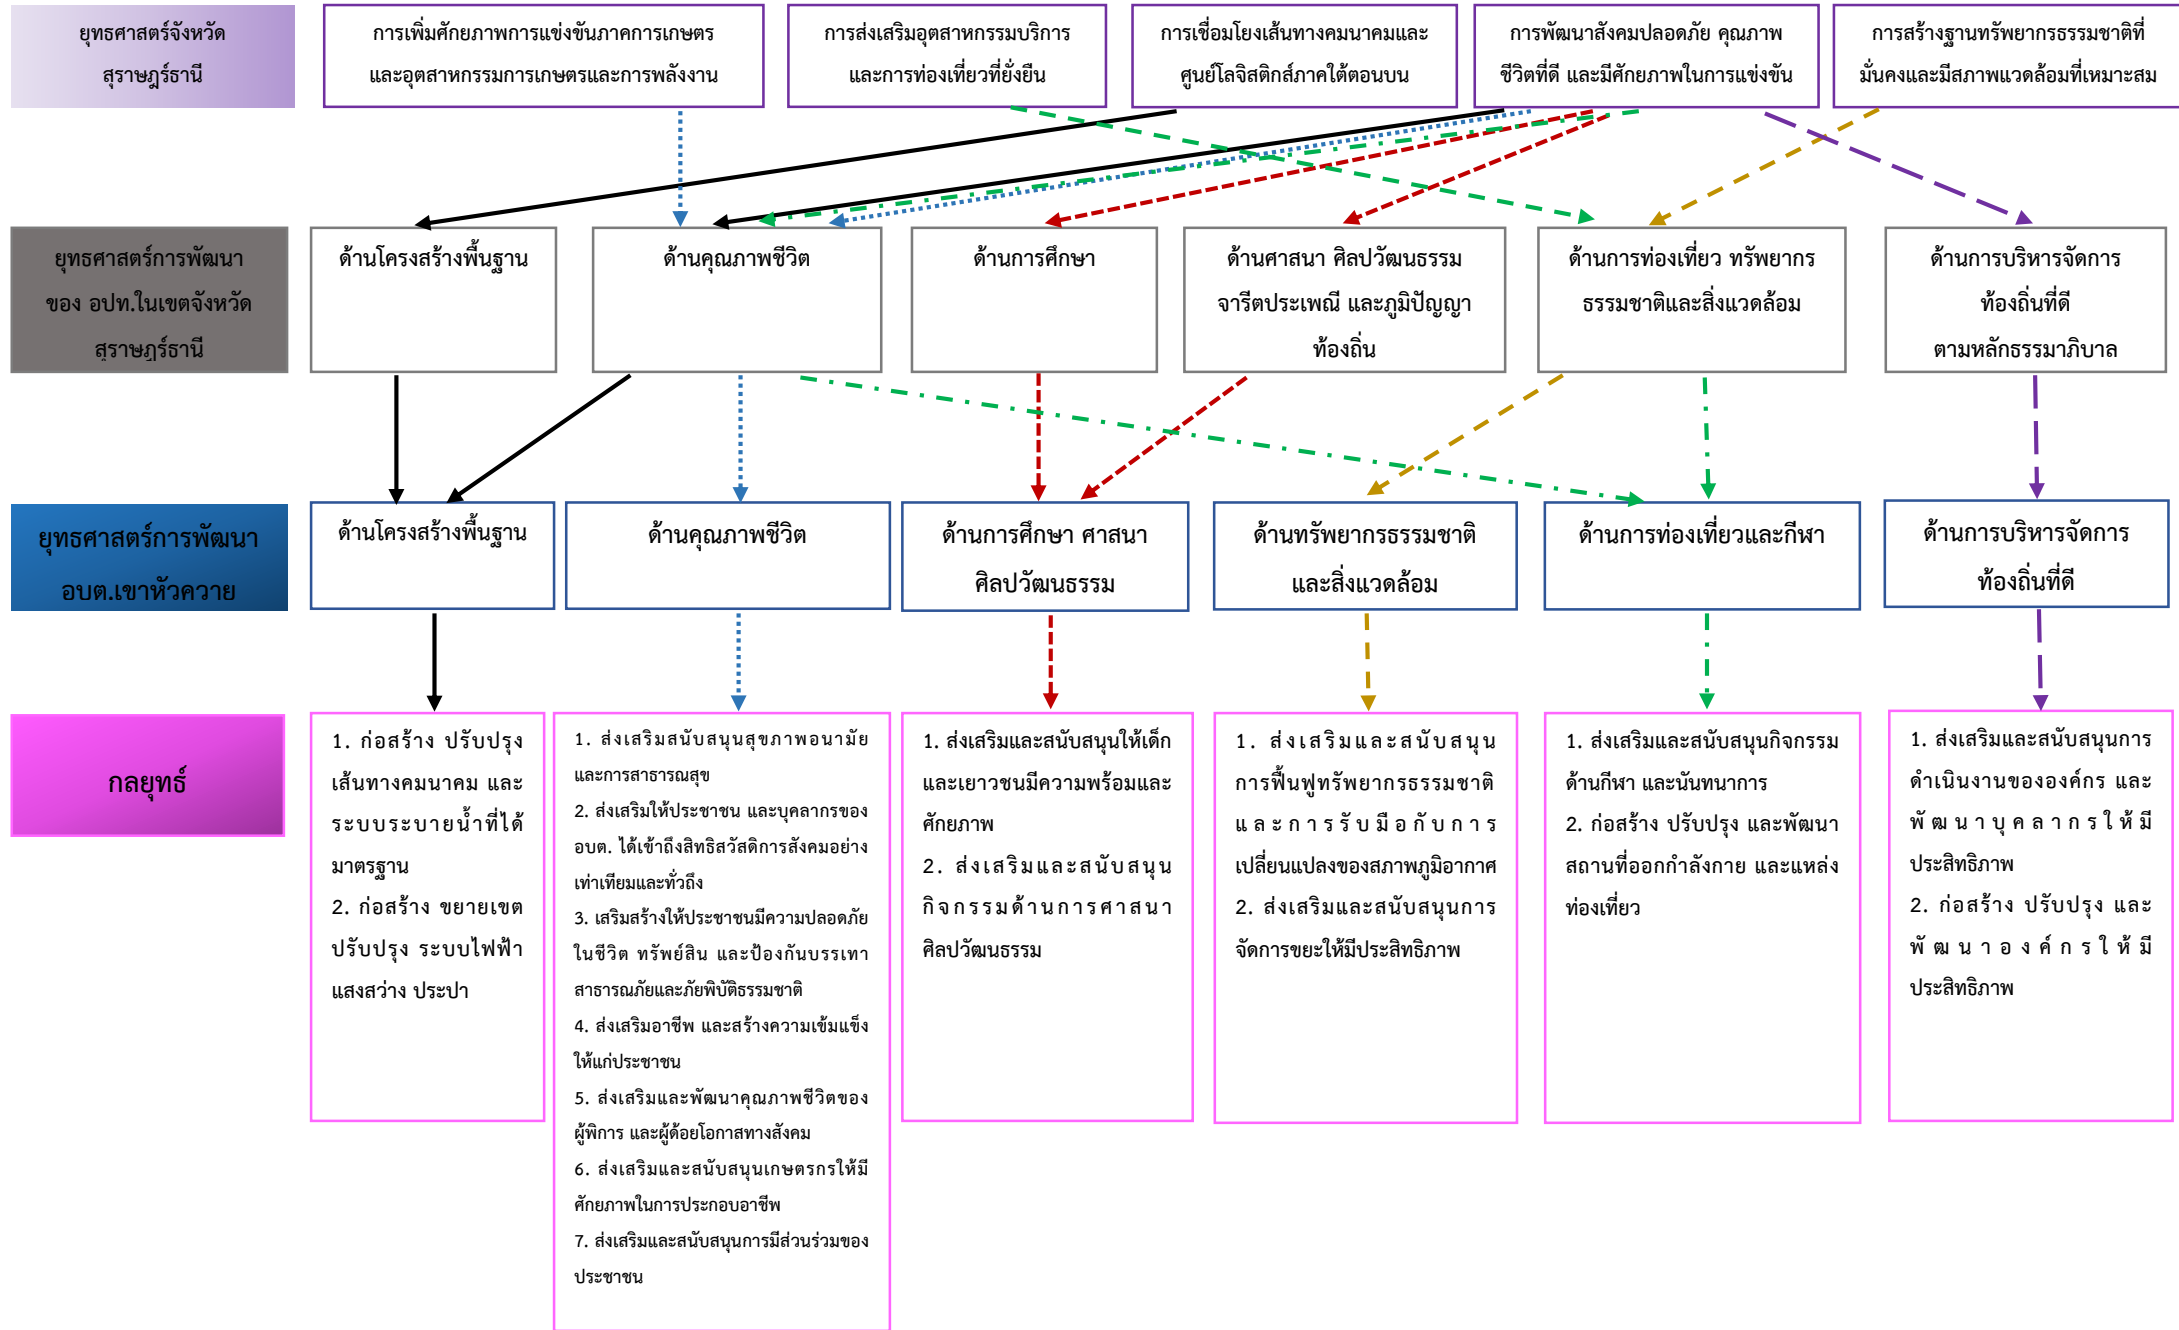 ยุทธศาสตร์จังหวัด
สุราษฎร์ธานี
การเพิ่มศักยภาพการแข่งขันภาคการเกษตร
และอุตสาหกรรมการเกษตรและการพลังงาน
การส่งเสริมอุตสาหกรรมบริการ
และการท่องเที่ยวที่ยั่งยืน
การเชื่อมโยงเส้นทางคมนาคมและ
ศูนย์โลจิสติกส์ภาคใต้ตอนบน
การพัฒนาสังคมปลอดภัย คุณภาพ
ชีวิตที่ดี และมีศักยภาพในการแข่งขัน
การสร้างฐานทรัพยากรธรรมชาติที่
มั่นคงและมีสภาพแวดล้อมที่เหมาะสม
ยุทธศาสตร์การพัฒนา
ของ อปท.ในเขตจังหวัด
สุราษฎร์ธานี
ด้านโครงสร้างพื้นฐาน
ด้านคุณภาพชีวิต
ด้านการศึกษา
ด้านศาสนา ศิลปวัฒนธรรม
จารีตประเพณี และภูมิปัญญา
ท้องถิ่น
ด้านการท่องเที่ยว ทรัพยากร
ธรรมชาติและสิ่งแวดล้อม
ด้านการบริหารจัดการ
ท้องถิ่นที่ดี
ตามหลักธรรมาภิบาล
ยุทธศาสตร์การพัฒนา
อบต.เขาหัวควาย
ด้านโครงสร้างพื้นฐาน
ด้านคุณภาพชีวิต
ด้านการศึกษา ศาสนา
ศิลปวัฒนธรรม
ด้านทรัพยากรธรรมชาติ
และสิ่งแวดล้อม
ด้านการท่องเที่ยวและกีฬา
ด้านการบริหารจัดการ
ท้องถิ่นที่ดี
กลยุทธ์
1. ก่อสร้าง ปรับปรุง
เส้นทางคมนาคม และ
ระบบระบายน้ำที่ได้
มาตรฐาน
2. ก่อสร้าง ขยายเขต
ปรับปรุง ระบบไฟฟ้า
แสงสว่าง ประปา
1. ส่งเสริมสนับสนุนสุขภาพอนามัย
และการสาธารณสุข
2. ส่งเสริมให้ประชาชน และบุคลากรของ
อบต. ได้เข้าถึงสิทธิสวัสดิการสังคมอย่าง
เท่าเทียมและทั่วถึง
3. เสริมสร้างให้ประชาชนมีความปลอดภัย
ในชีวิต ทรัพย์สิน และป้องกันบรรเทา
สาธารณภัยและภัยพิบัติธรรมชาติ
4. ส่งเสริมอาชีพ และสร้างความเข้มแข็ง
ให้แก่ประชาชน
5. ส่งเสริมและพัฒนาคุณภาพชีวิตของ
ผู้พิการ และผู้ด้อยโอกาสทางสังคม
6. ส่งเสริมและสนับสนุนเกษตรกรให้มี
ศักยภาพในการประกอบอาชีพ
7. ส่งเสริมและสนับสนุนการมีส่วนร่วมของ
ประชาชน
1. ส่งเสริมและสนับสนุนให้เด็ก
และเยาวชนมีความพร้อมและ
ศักยภาพ
2. ส่งเสริมและสนับสนุน
กิจกรรมด้านการศาสนา
ศิลปวัฒนธรรม
1. ส่งเสริมและสนับสนุน
การฟื้นฟูทรัพยากรธรรมชาติ
และการรับมือกับการ
เปลี่ยนแปลงของสภาพภูมิอากาศ
2. ส่งเสริมและสนับสนุนการ
จัดการขยะให้มีประสิทธิภาพ
1. ส่งเสริมและสนับสนุนกิจกรรม
ด้านกีฬา และนันทนาการ
2. ก่อสร้าง ปรับปรุง และพัฒนา
สถานที่ออกกำลังกาย และแหล่ง
ท่องเที่ยว
1. ส่งเสริมและสนับสนุนการ
ดำเนินงานขององค์กร และ
พัฒนาบุคลากรให้มี
ประสิทธิภาพ
2. ก่อสร้าง ปรับปรุง และ
พัฒนาองค์กรให้มี
ประสิทธิภาพ